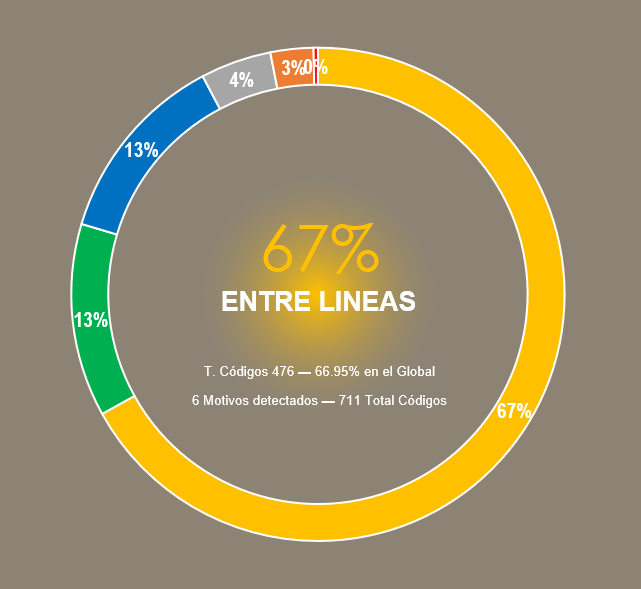 4%
3%
0%
13%
67%
ENTRE LINEAS
13%
T. Códigos 476 — 66.95% en el Global
6 Motivos detectados — 711 Total Códigos
67%